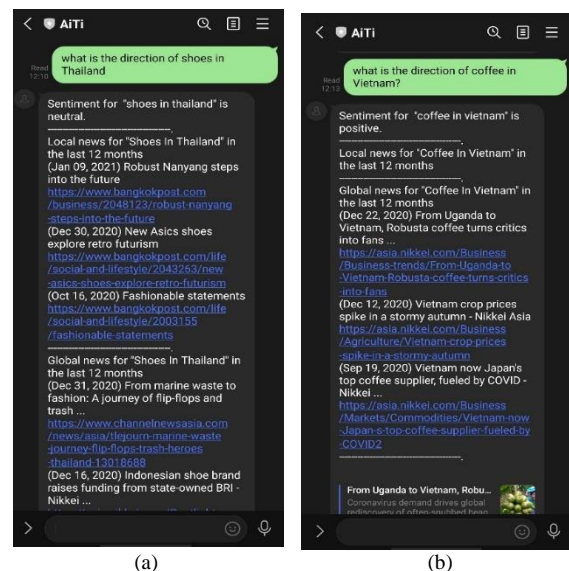 AiTi
Read
12:10
what is the direction of shoes in
Thailand
Sentiment for "shoes in thailand" is
neutral.
Local news for "Shoes In Thailand" in
the last 12 months
(Jan 09, 2021) Robust Nanyang steps
into the future
https://www.bangkokpost.com
/business/2048123/robust-nanyang
-steps-into-the-future
(Dec 30, 2020) New Asics shoes
explore retro futurism
https://www.bangkokpost.com/life
/social-and-lifestyle/2043263/new
-asics-shoes-explore-retro-futurism
(Oct 16, 2020) Fashionable statements
https://www.bangkokpost.com/life
/social-and-lifestyle/2003155
/fashionable-statements
Global news for "Shoes In Thailand" in
the last 12 months
(Dec 31, 2020) From marine waste to
fashion: A journey of flip-flops and
trash ...
https://www.channelnewsasia.com
/news/asia/tlejourn-marine-waste
-journey-flip-flops-trash-heroes
-thailand-13018688
(Dec 16, 2020) Indonesian shoe brand
raises funding from state-owned BRI -
Nikkei ...
(a)
AiTi
Read
12:13
what is the direction of coffee in
Vietnam?
Sentiment for "coffee in vietnam" is
positive.
Local news for "Coffee In Vietnam" in
the last 12 months
Global news for "Coffee In Vietnam" in
the last 12 months
(Dec 22, 2020) From Uganda to
Vietnam, Robusta coffee turns critics
into fans ...
https://asia.nikkei.com/Business
/Business-trends/From-Uganda-to
-Vietnam-Robusta-coffee-turns-critics
-into-fans
(Dec 12, 2020) Vietnam crop prices
spike in a stormy autumn - Nikkei Asia
https://asia.nikkei.com/Business
/Agriculture/Vietnam-crop-prices
-spike-in-a-stormy-autumn
(Sep 19, 2020) Vietnam now Japan's
top coffee supplier, fueled by COVID -
Nikkei ...
https://asia.nikkei.com/Business
/Markets/Commodities/Vietnam-now
-Japan-s-top-coffee-supplier-fueled-by
-COVID2
From Uganda to Vietnam, Robu...
Coronavirus demand drives global
rediscovery of often-snubbed bean
(b)